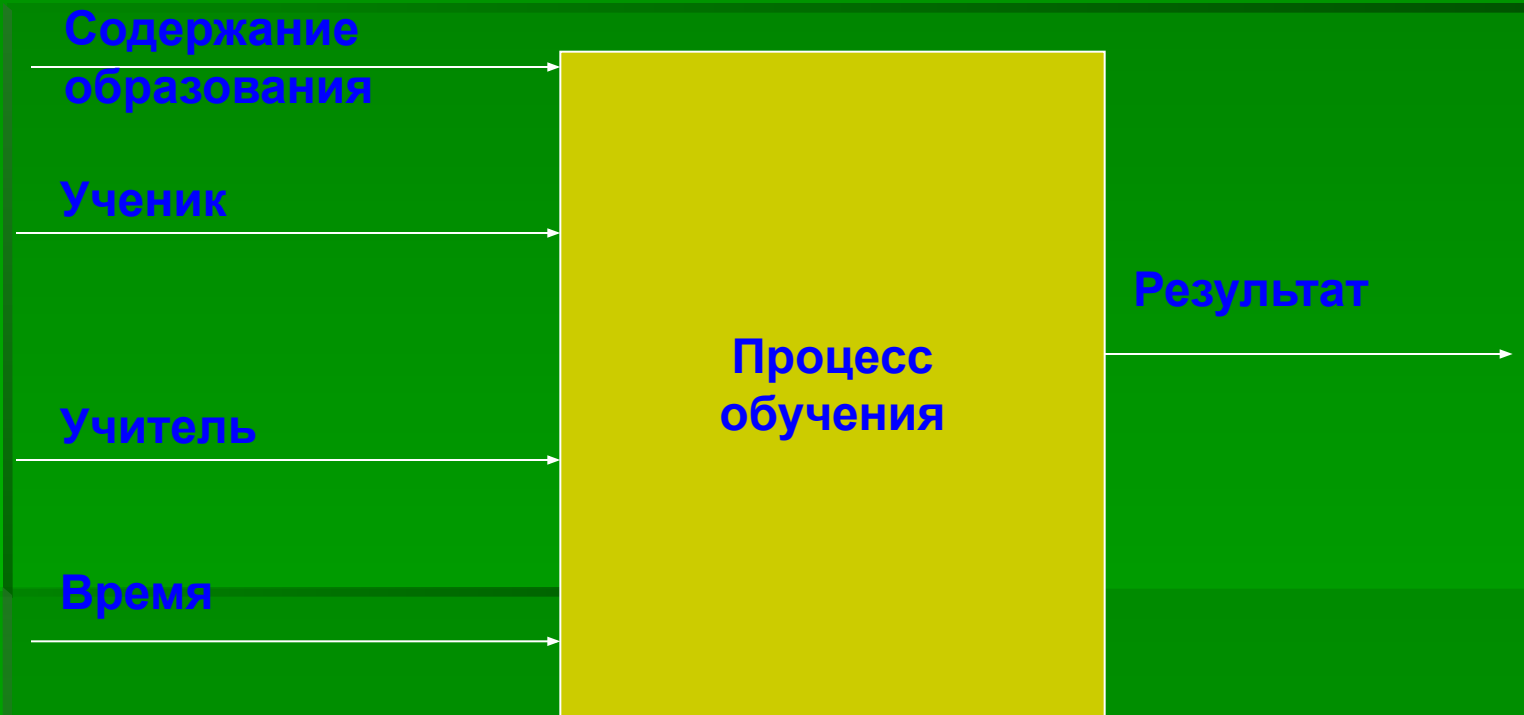 Содержание
образования
Ученик
Учитель
Время
Процесс
обучения
Результат